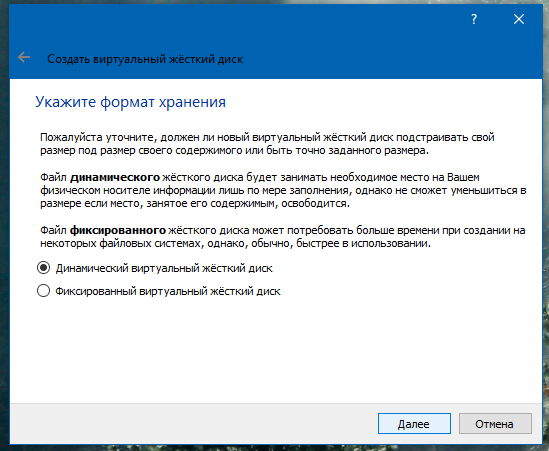 ?
Создать виртуальный жёсткий диск
Укажите формат хранения
Пожалуйста уточните, должен ли новый виртуальный жёсткий диск подстраивать свой
размер под размер своего содержимого или быть точно заданного размера.
Файл динамического жёсткого диска будет занимать необходимое место на Вашем
физическом носителе информации лишь по мере заполнения, однако не сможет уменьшиться в
размере если место, занятое его содержимым, освободится.
Файл фиксированного жёсткого диска может потребовать больше времени при создании на
некоторых файловых системах, однако, обычно, быстрее в использовании.
Динамический виртуальный жёсткий диск
Фиксированный виртуальный жёсткий диск
Далее
Отмена